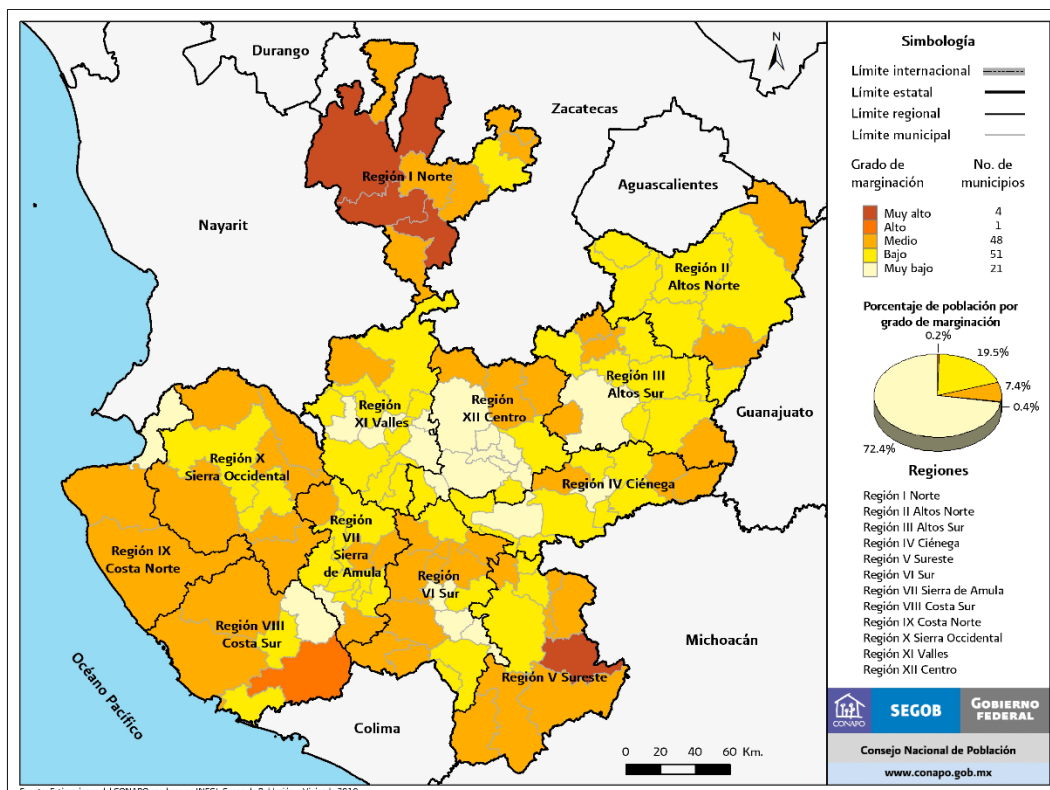 Durango
Zacatecas
Nayarit
Aguascalientes
Guanajuato
Michoacán
Colima
Océano Pacífico
N
Región I Norte
Región II
Altos Norte
Región III
Altos Sur
Región
XII Centro
Región
XI Valles
Región X
Sierra Occidental
Región IV Ciénega
Región
VII
Sierra
de Amula
Región IX
Costa Norte
Región
VI Sur
Región VIII
Costa Sur
Región V Sureste
0 20 40 60 Km.
Simbología
Límite internacional
Límite estatal
Límite regional
Límite municipal
Grado de marginación No. de municipios
Muy alto 4
Alto 1
Medio 48
Bajo 51
Muy bajo 21
Porcentaje de población por
grado de marginación
0.2%
19.5%
7.4%
0.4%
72.4%
Regiones
Región I Norte
Región II Altos Norte
Región III Altos Sur
Región IV Ciénega
Región V Sureste
Región VI Sur
Región VII Sierra de Amula
Región VIII Costa Sur
Región IX Costa Norte
Región X Sierra Occidental
Región XI Valles
Región XII Centro
CONAPO
SEGOB
GOBIERNO
FEDERAL
Consejo Nacional de Población
www.conapo.gob.mx